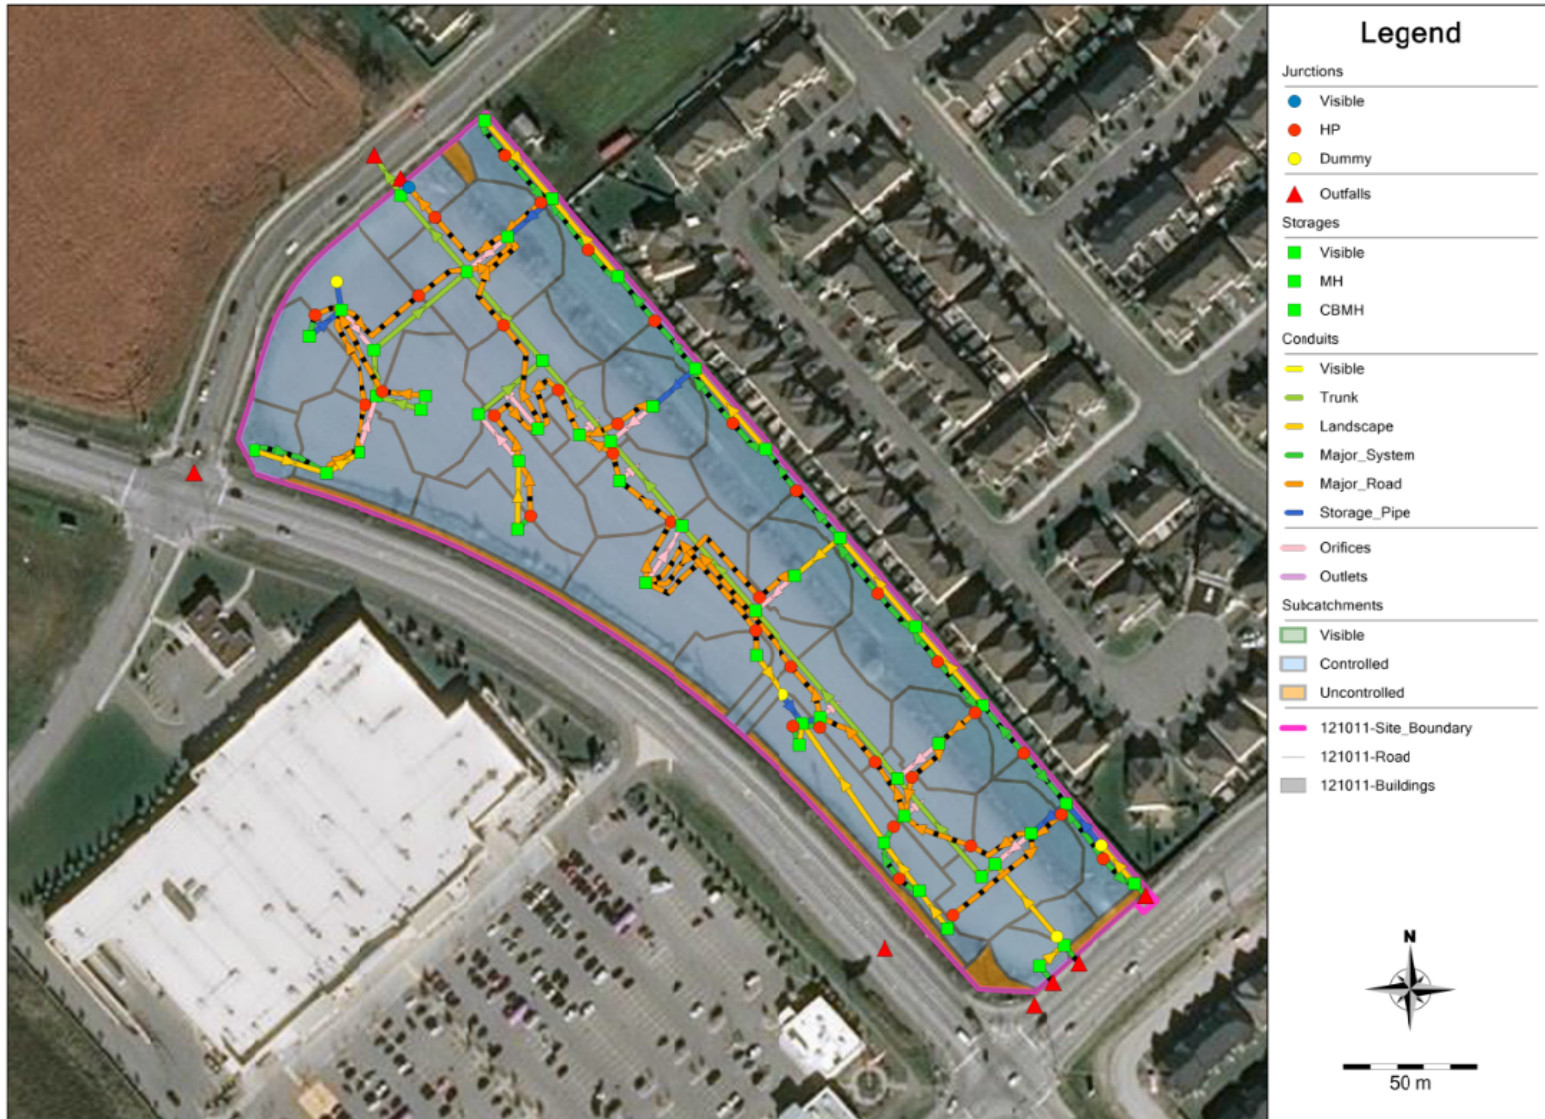 Legend
Junctions
Visible
HP
Dummy
Outfalls
Storages
Visible
MH
CBMH
Conduits
Visible
Trunk
Landscape
Major_System
Major_Road
Storage_Pipe
Orifices
Outlets
Subcatchments
Visible
Controlled
Uncontrolled
121011-Site_Boundary
121011-Road
121011-Buildings
N
50 m